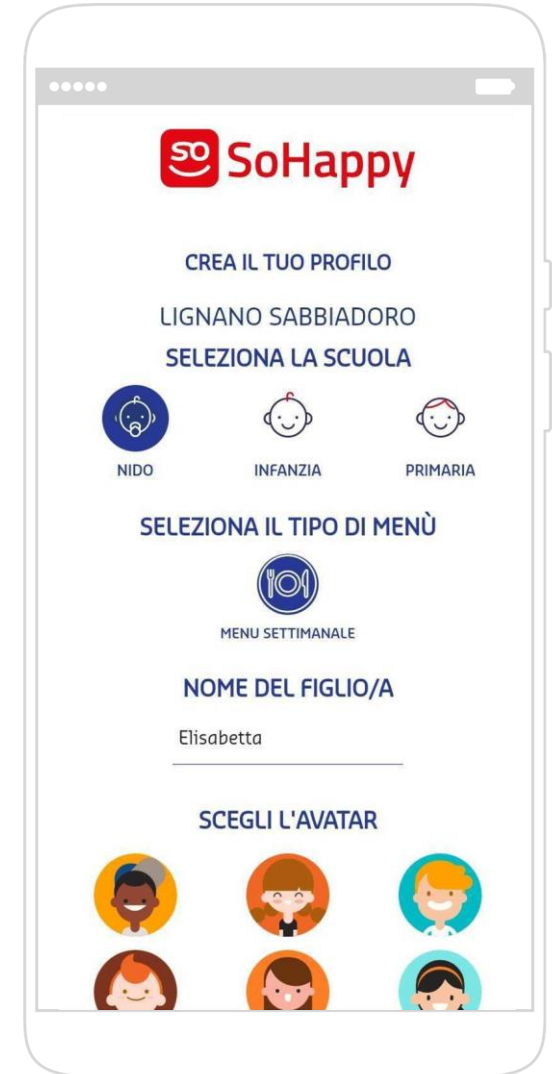 so SoHappy
CREA IL TUO PROFILO
LIGNANO SABBIADORO
SELEZIONA LA SCUOLA
NIDO INFANZIA PRIMARIA
SELEZIONA IL TIPO DI MENÙ
MENU SETTIMANALE
NOME DEL FIGLIO/A
Elisabetta
SCEGLI L'AVATAR